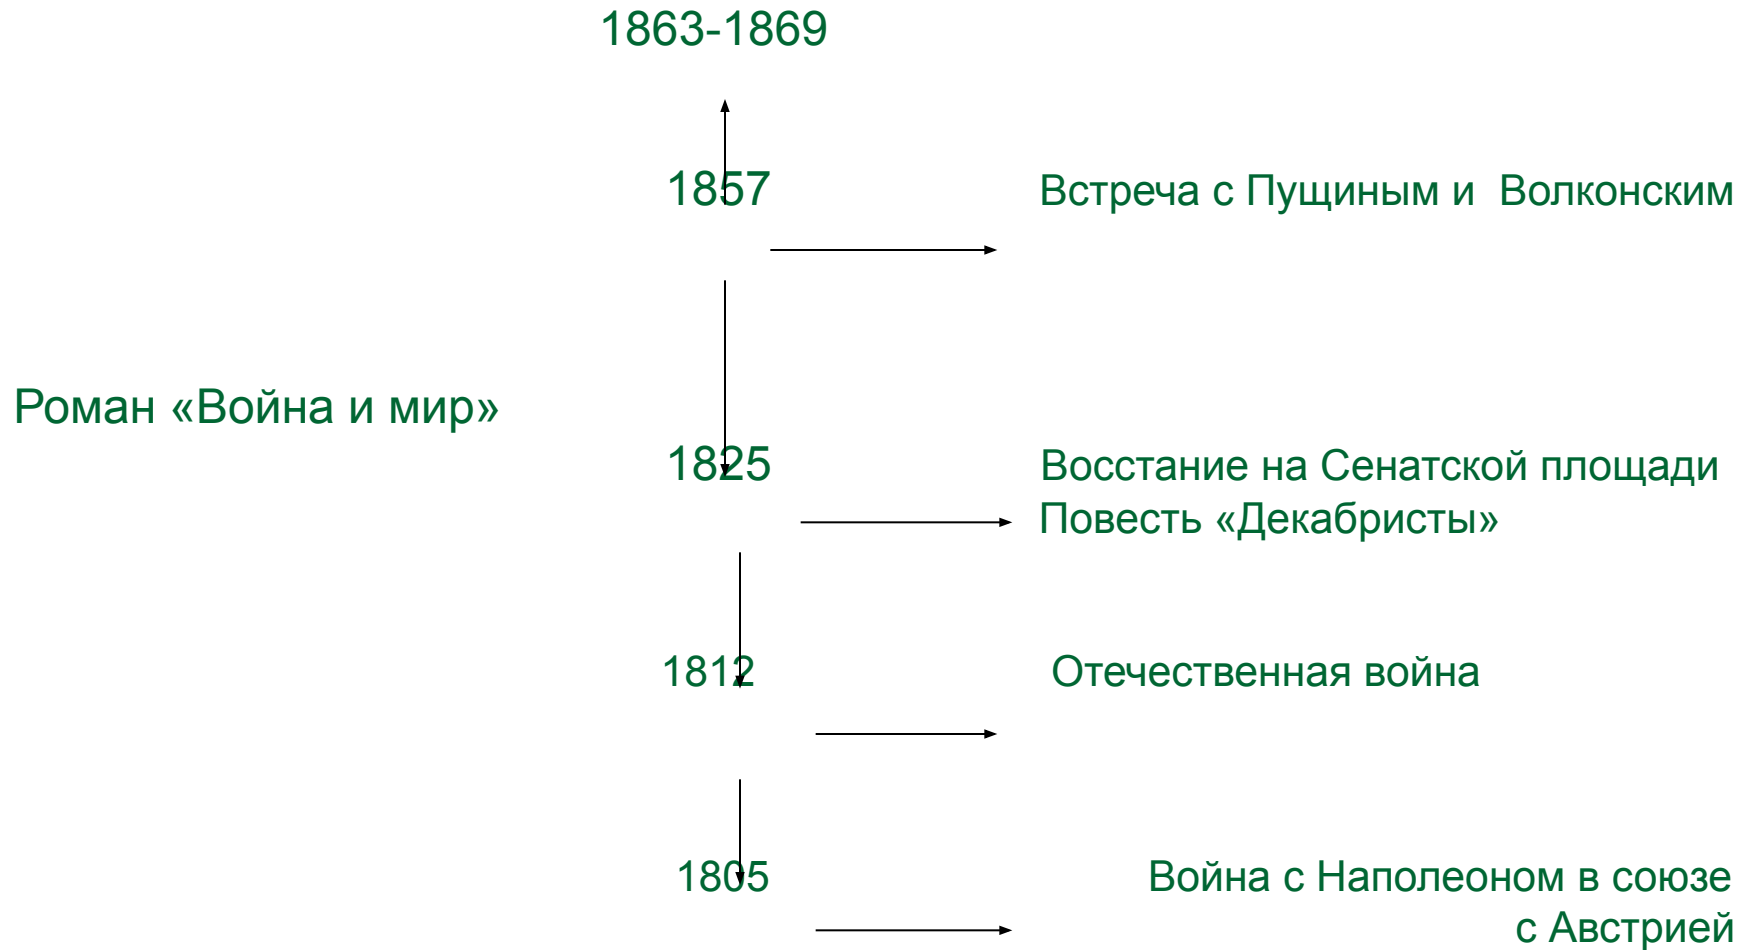 1863-1869
1857 Встреча с Пущиным и Волконским
Роман «Война и мир»
1825 Восстание на Сенатской площади
Повесть «Декабристы»
1812 Отечественная война
1805 Война с Наполеоном в союзе
с Австрией